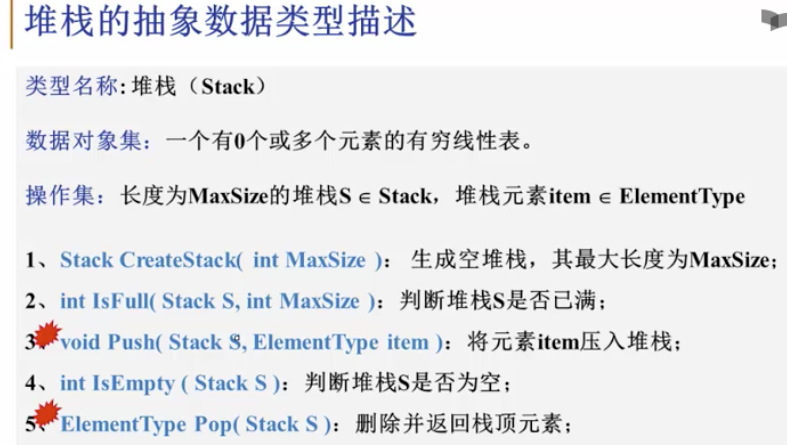 堆栈的抽象数据类型描述
类型名称: 堆栈（Stack）
数据对象集：一个有0个或多个元素的有穷线性表。
操作集：长度为MaxSize的堆栈S ∈ Stack，堆栈元素item ∈ ElementType
1、Stack CreateStack( int MaxSize )： 生成空堆栈，其最大长度为MaxSize；
2、int IsFull( Stack S, int MaxSize )：判断堆栈S是否已满；
3、void Push( Stack S, ElementType item )：将元素item压入堆栈；
4、int IsEmpty ( Stack S )：判断堆栈S是否为空；
5、ElementType Pop( Stack S )：删除并返回栈顶元素；